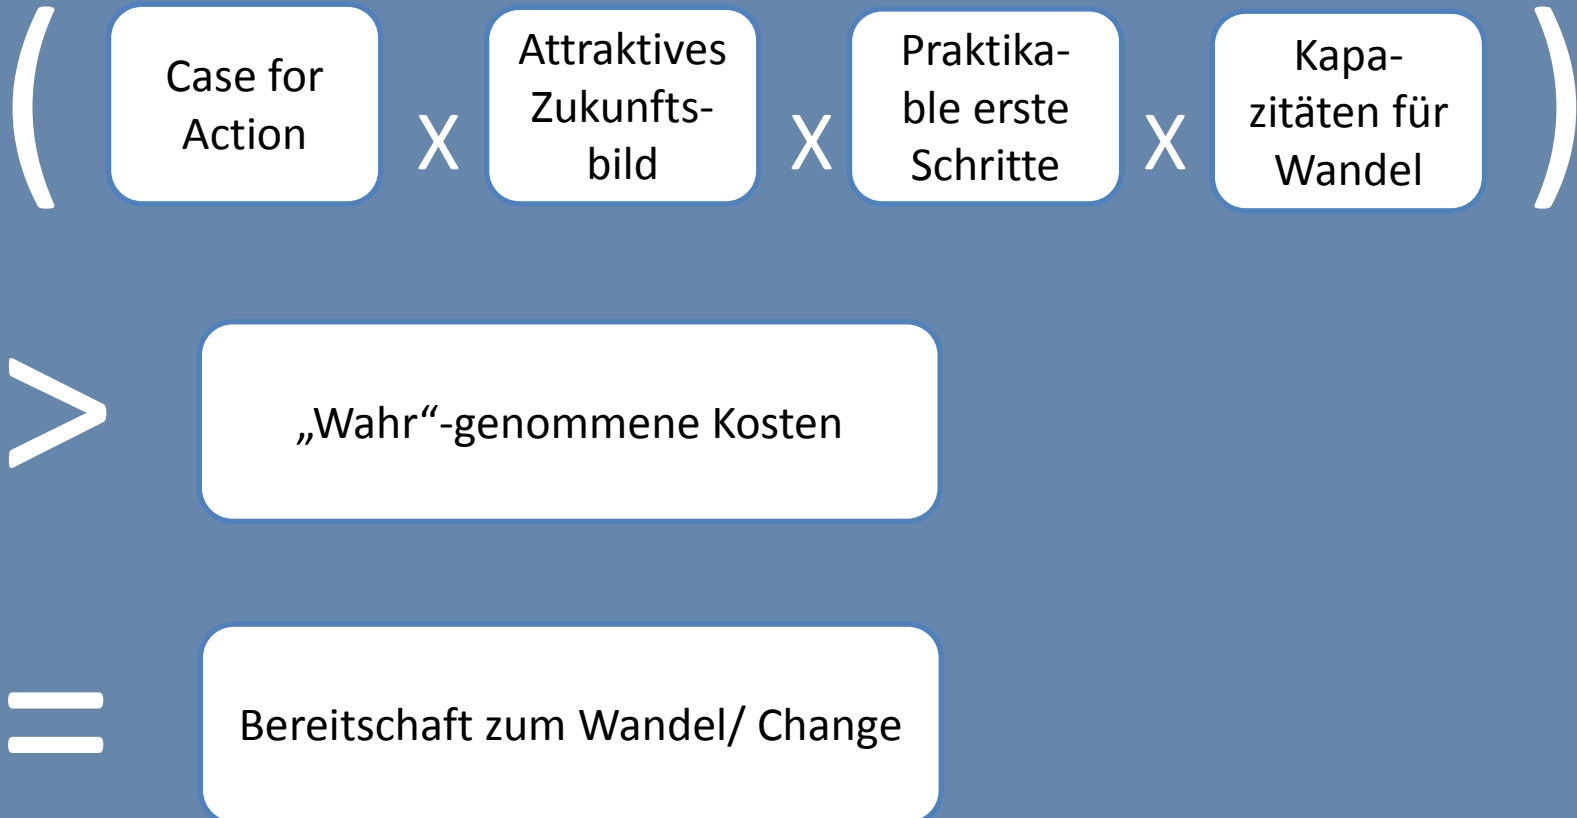 (
Case for
Action
X
Attraktives
Zukunfts-
bild
X
Praktika-
ble erste
Schritte
X
Kapa-
zitäten für
Wandel
)
>
„Wahr“-genommene Kosten
=
Bereitschaft zum Wandel/ Change